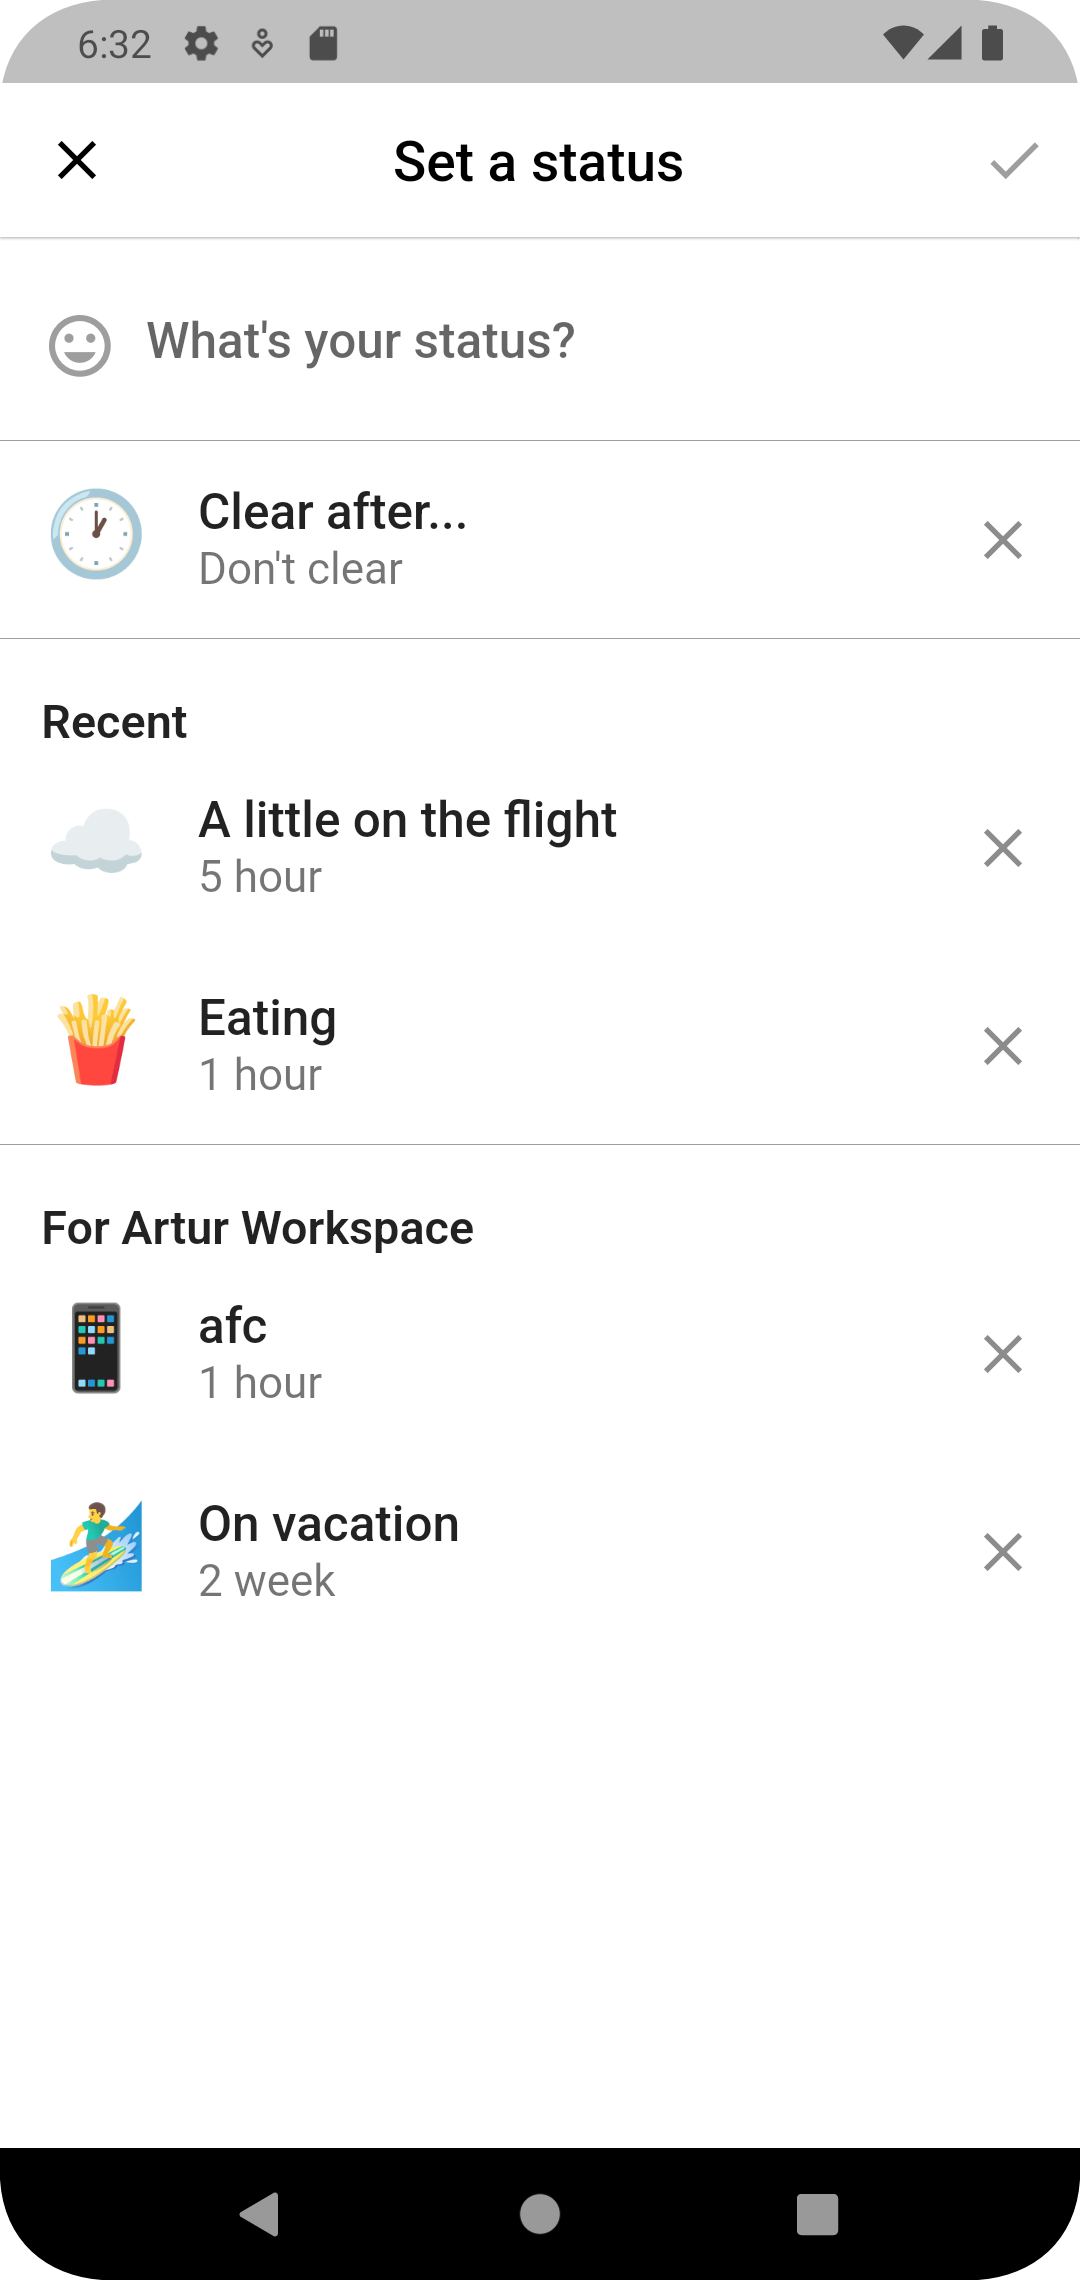 6:32
Set a status
What's your status?
Clear after...
Don't clear
Recent
A little on the flight
5 hour
Eating
1 hour
For Artur Workspace
afc
1 hour
On vacation
2 week